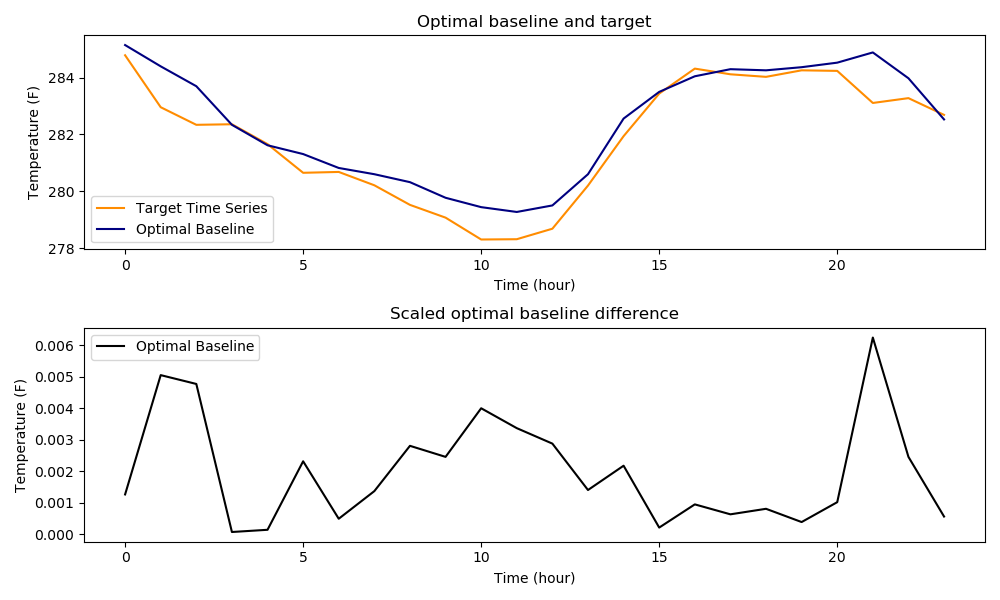 Optimal baseline and target
Temperature (F)
284
282
280
278
Target Time Series
Optimal Baseline
0 5 10 15 20
Time (hour)
Scaled optimal baseline difference
Temperature (F)
0.006
0.005
0.004
0.003
0.002
0.001
0.000
Optimal Baseline
0 5 10 15 20
Time (hour)